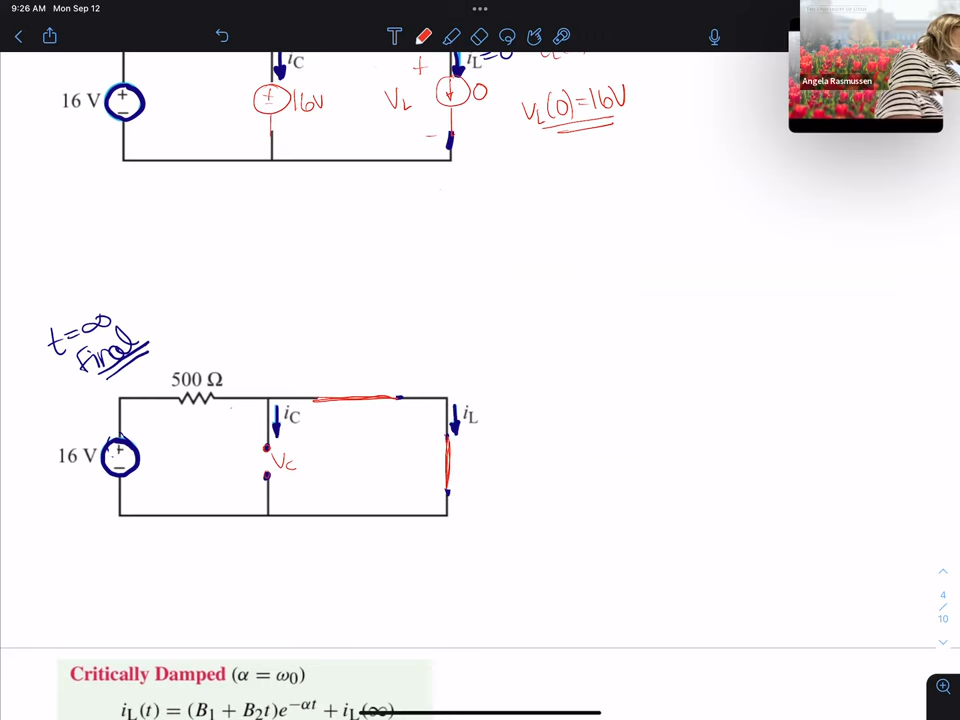 9:26 AM Mon Sep 12
T
Angela Rasmussen
iC
+
iL = 0
16 V
+
−
+
−
16V
VL
0
VL(0)=16V
−
t=∞
Final
500 Ω
iC
iL
16 V
+
−
VC
4
/
10
Critically Damped (α = ω0)
iL(t) = (B1 + B2t)e−αt + iL(∞)